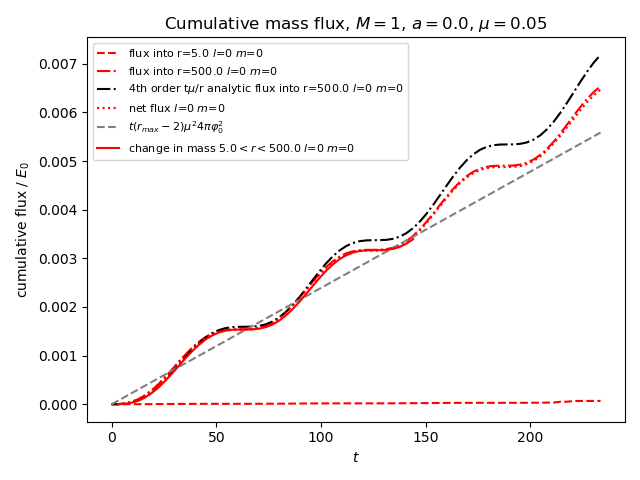 Cumulative mass flux, M = 1, a = 0.0, μ = 0.05
flux into r=5.0 l=0 m=0
flux into r=500.0 l=0 m=0
4th order tμ/r analytic flux into r=500.0 l=0 m=0
net flux l=0 m=0
t(r_max − 2)μ²4πφ₀²
change in mass 5.0 < r < 500.0 l=0 m=0
cumulative flux / E₀
0.007
0.006
0.005
0.004
0.003
0.002
0.001
0.000
0
50
100
150
200
t